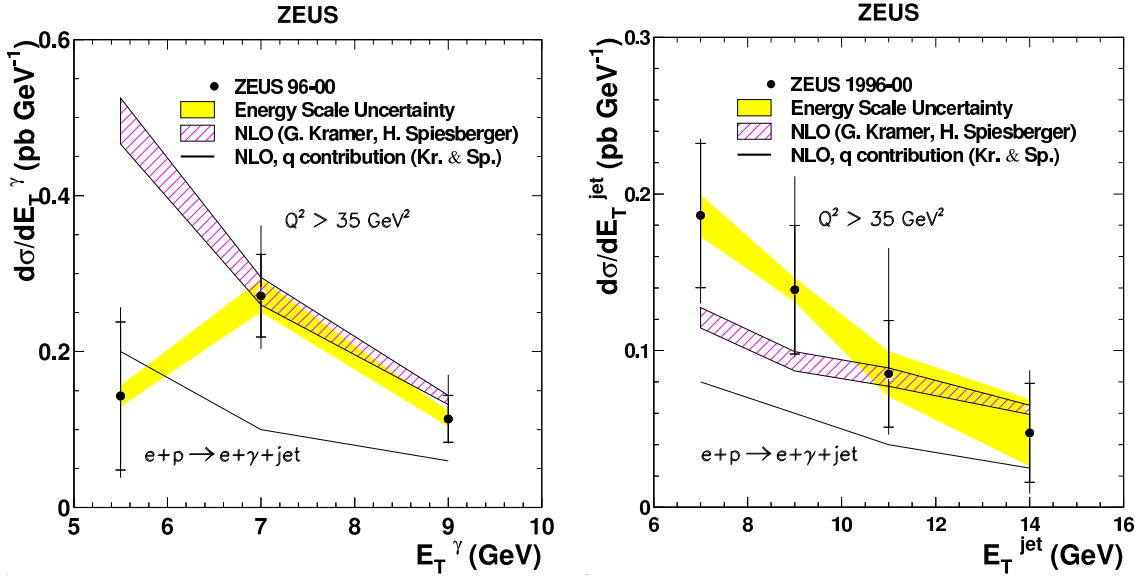 ZEUS
dσ/dE_T^γ (pb GeV⁻¹)
0.6
0.4
0.2
0
ZEUS 96-00
Energy Scale Uncertainty
NLO (G. Kramer, H. Spiesberger)
NLO, q contribution (Kr. & Sp.)
Q² > 35 GeV²
e+p → e+γ+jet
5 6 7 8 9 10
E_T^γ (GeV)
ZEUS
dσ/dE_T^jet (pb GeV⁻¹)
0.3
0.2
0.1
0
ZEUS 1996-00
Energy Scale Uncertainty
NLO (G. Kramer, H. Spiesberger)
NLO, q contribution (Kr. & Sp.)
Q² > 35 GeV²
e+p → e+γ+jet
6 8 10 12 14 16
E_T^jet (GeV)